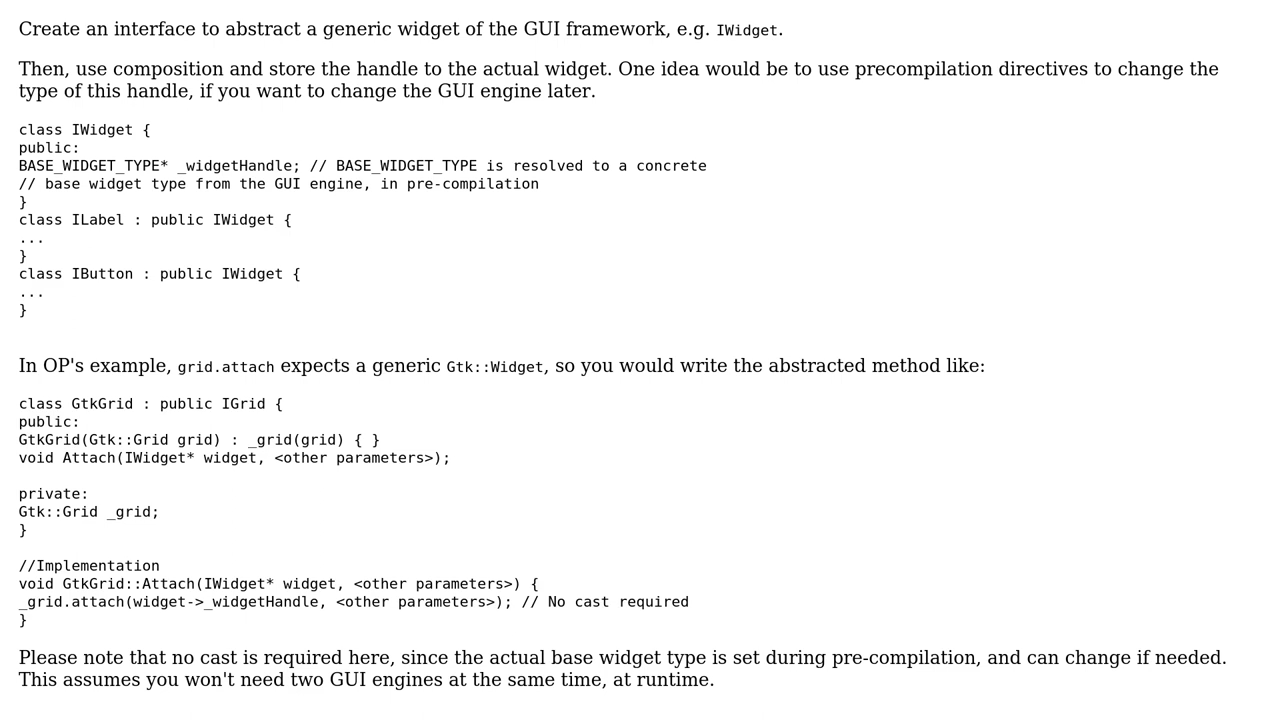 Create an interface to abstract a generic widget of the GUI framework, e.g. IWidget.
Then, use composition and store the handle to the actual widget. One idea would be to use precompilation directives to change the
type of this handle, if you want to change the GUI engine later.
class IWidget {
public:
BASE_WIDGET_TYPE* _widgetHandle; // BASE_WIDGET_TYPE is resolved to a concrete
// base widget type from the GUI engine, in pre-compilation
}
class ILabel : public IWidget {
...
}
class IButton : public IWidget {
...
}
In OP's example, grid.attach expects a generic Gtk::Widget, so you would write the abstracted method like:
class GtkGrid : public IGrid {
public:
GtkGrid(Gtk::Grid grid) : _grid(grid) { }
void Attach(IWidget* widget, <other parameters>);
private:
Gtk::Grid _grid;
}
//Implementation
void GtkGrid::Attach(IWidget* widget, <other parameters>) {
_grid.attach(widget->_widgetHandle, <other parameters>); // No cast required
}
Please note that no cast is required here, since the actual base widget type is set during pre-compilation, and can change if needed.
This assumes you won't need two GUI engines at the same time, at runtime.